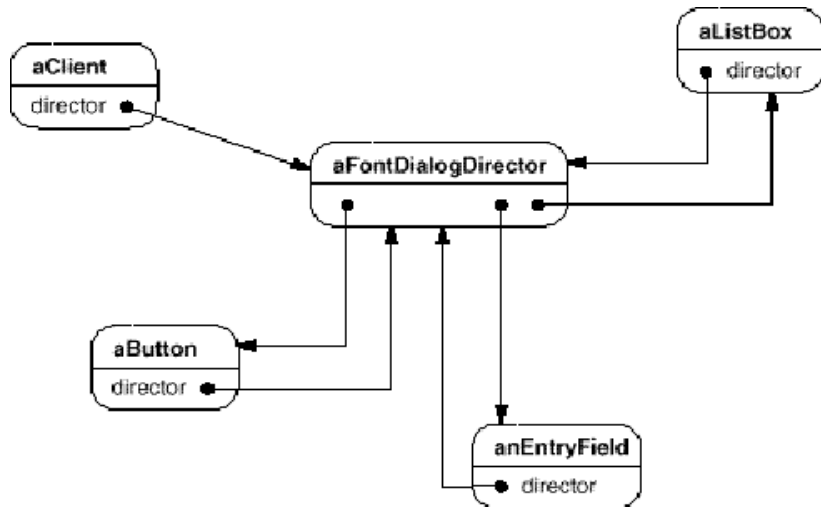 aClient
director
aListBox
director
aFontDialogDirector
aButton
director
anEntryField
director